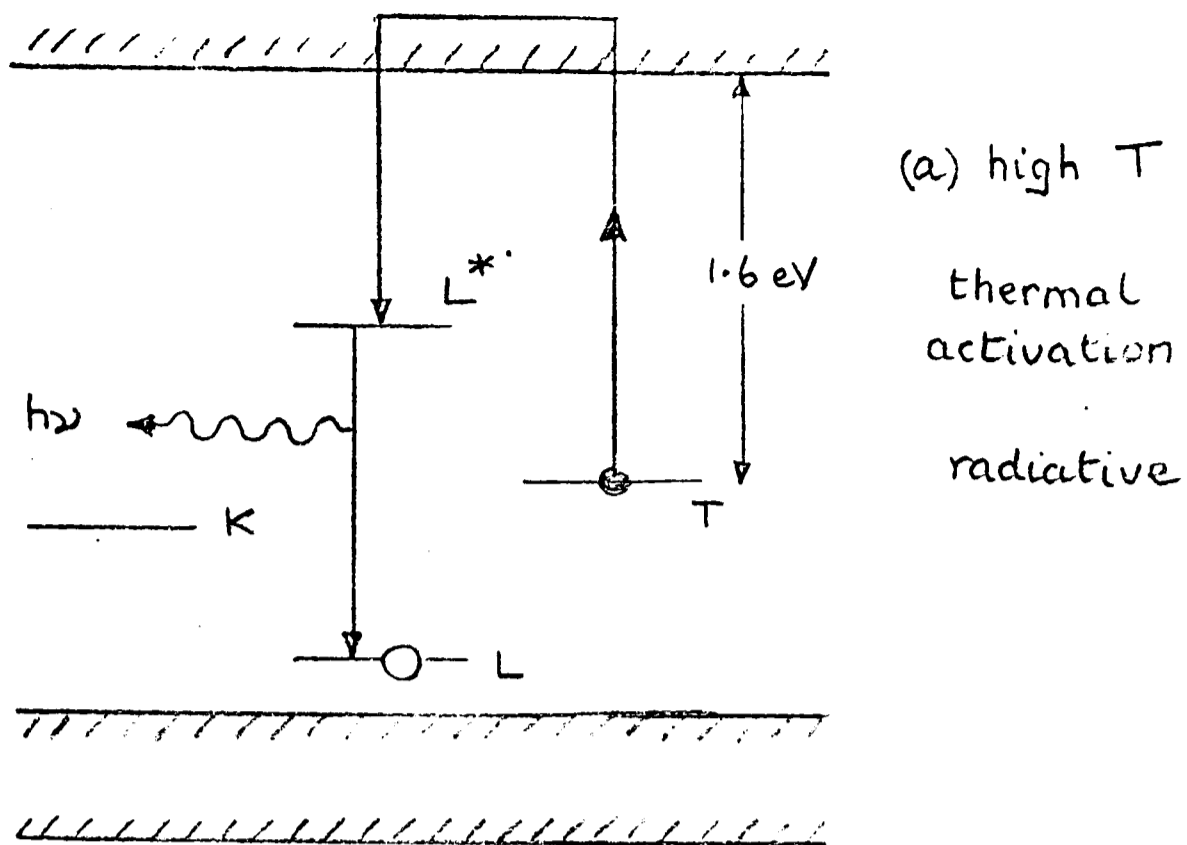 (a) high T
L*
1.6 eV
thermal
activation
hν
radiative
T
K
L